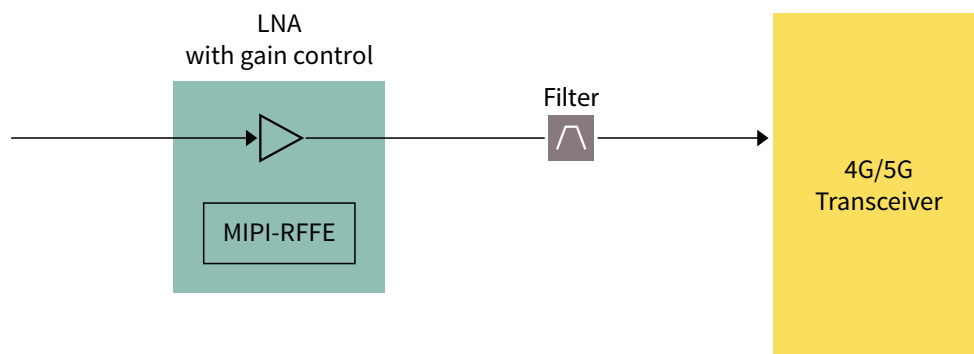 LNA
with gain control
Filter
MIPI-RFFE
4G/5G
Transceiver